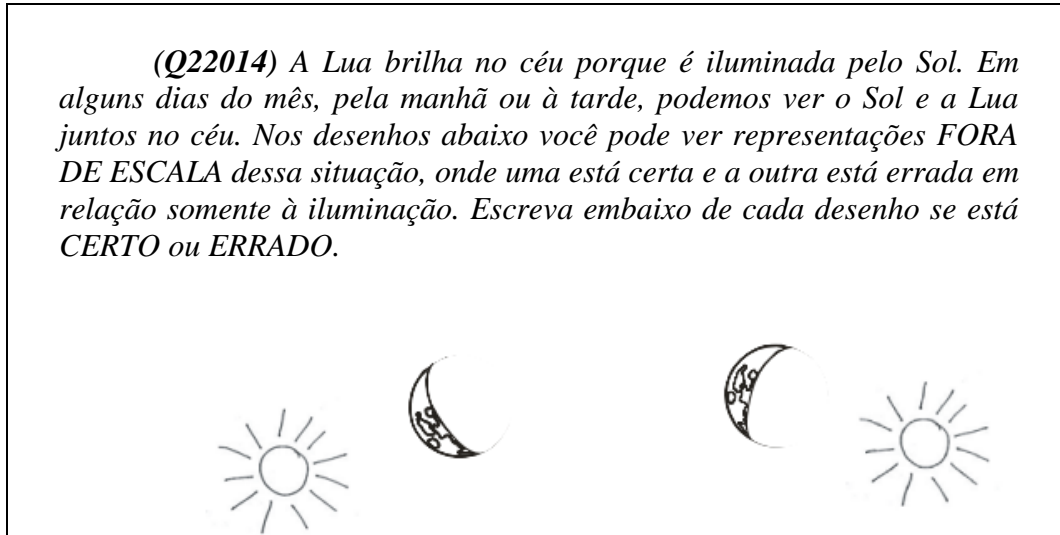 (Q22014) A Lua brilha no céu porque é iluminada pelo Sol. Em
alguns dias do mês, pela manhã ou à tarde, podemos ver o Sol e a Lua
juntos no céu. Nos desenhos abaixo você pode ver representações FORA
DE ESCALA dessa situação, onde uma está certa e a outra está errada em
relação somente à iluminação. Escreva embaixo de cada desenho se está
CERTO ou ERRADO.